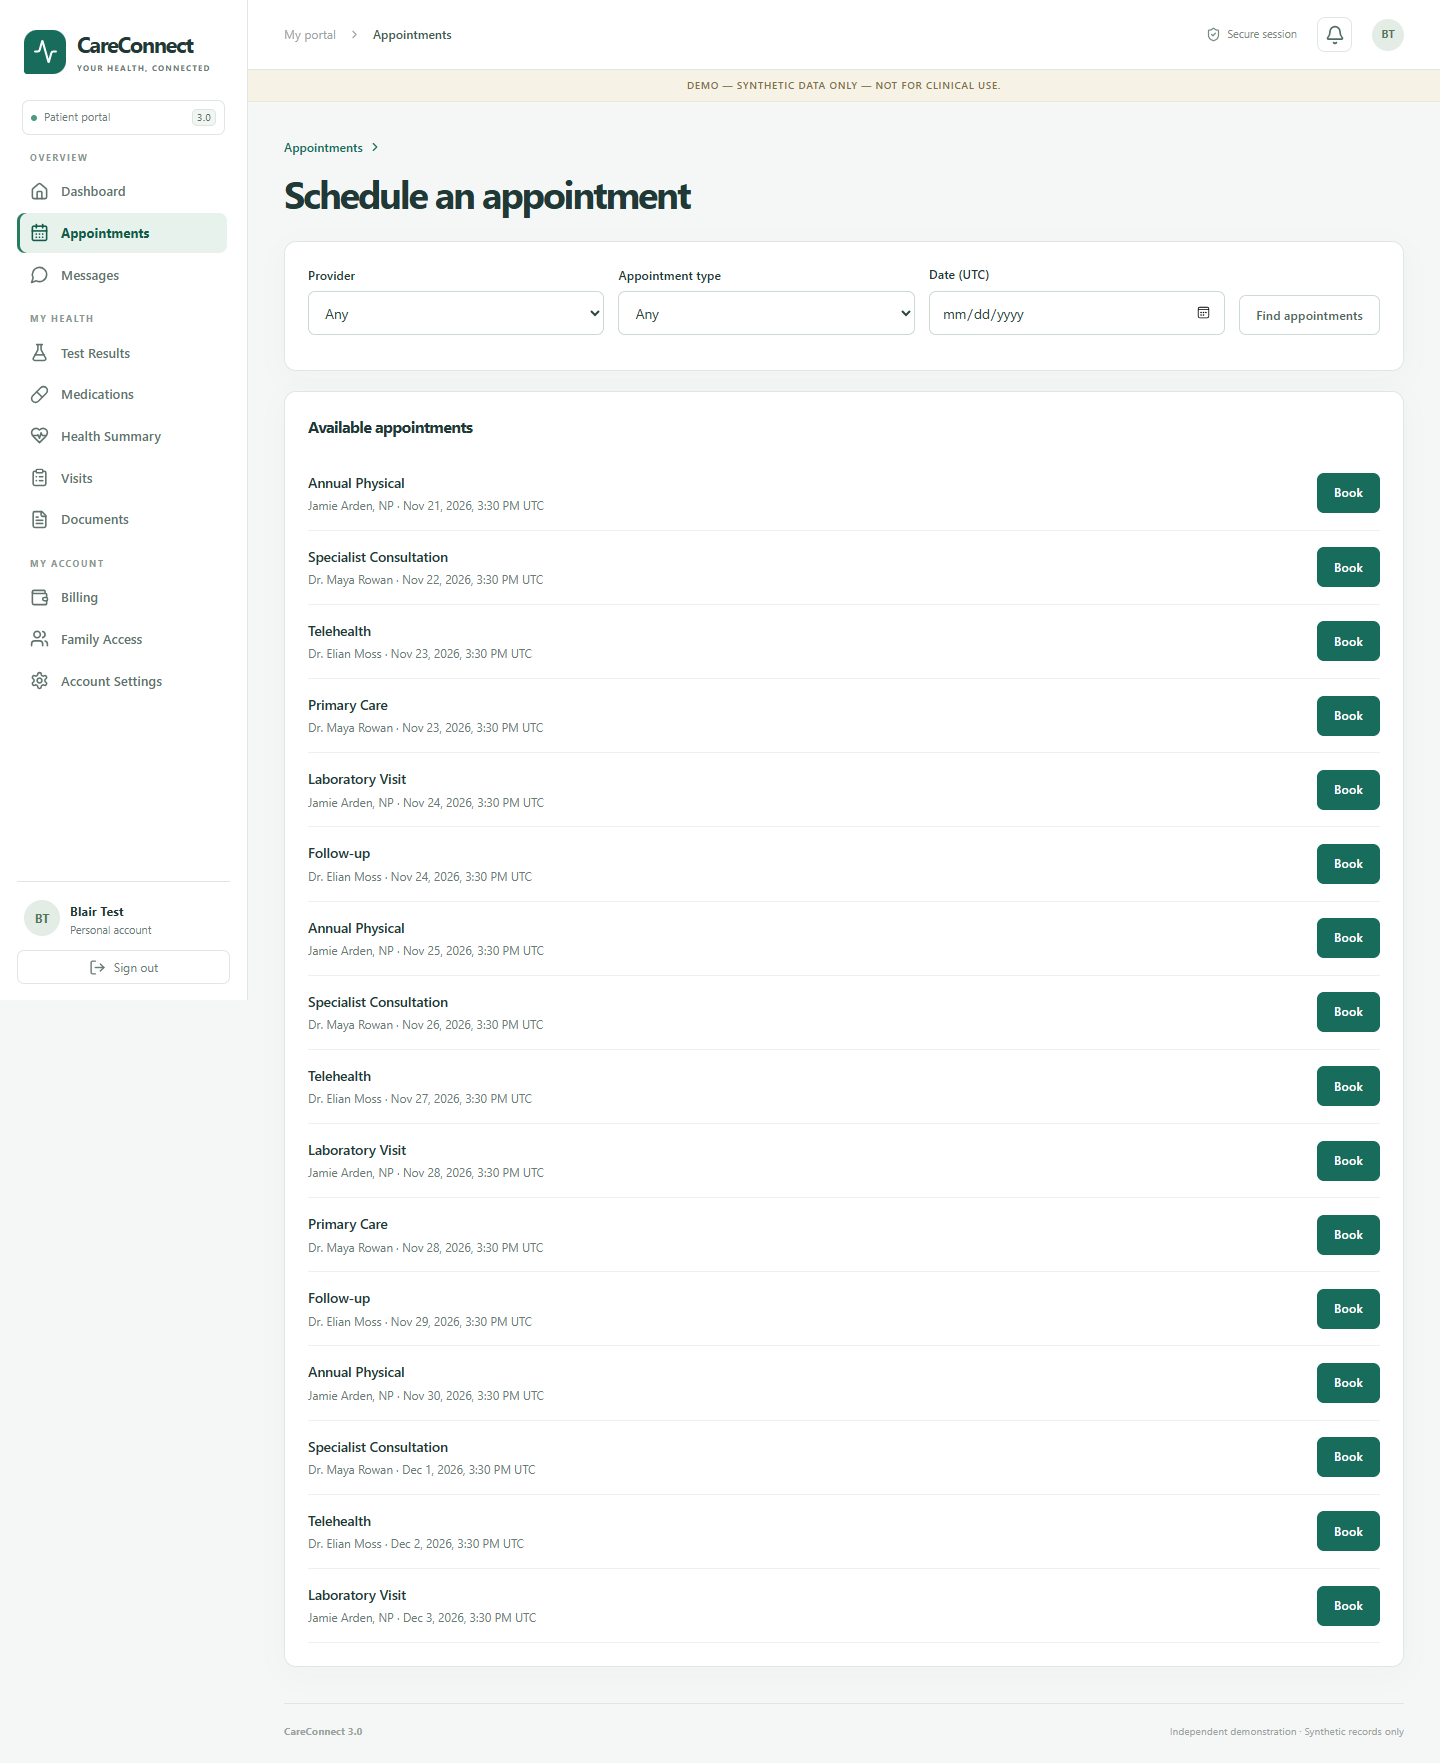 CareConnect
YOUR HEALTH, CONNECTED
Patient portal 3.0
OVERVIEW
Dashboard
Appointments
Messages
MY HEALTH
Test Results
Medications
Health Summary
Visits
Documents
MY ACCOUNT
Billing
Family Access
Account Settings
BT
Blair Test
Personal account
Sign out
My portal Appointments
Secure session
BT
DEMO — SYNTHETIC DATA ONLY — NOT FOR CLINICAL USE.
Appointments
Schedule an appointment
Provider Appointment type Date (UTC)
Any Any mm/dd/yyyy Find appointments
Available appointments
Annual Physical
Jamie Arden, NP · Nov 21, 2026, 3:30 PM UTC
Book
Specialist Consultation
Dr. Maya Rowan · Nov 22, 2026, 3:30 PM UTC
Book
Telehealth
Dr. Elian Moss · Nov 23, 2026, 3:30 PM UTC
Book
Primary Care
Dr. Maya Rowan · Nov 23, 2026, 3:30 PM UTC
Book
Laboratory Visit
Jamie Arden, NP · Nov 24, 2026, 3:30 PM UTC
Book
Follow-up
Dr. Elian Moss · Nov 24, 2026, 3:30 PM UTC
Book
Annual Physical
Jamie Arden, NP · Nov 25, 2026, 3:30 PM UTC
Book
Specialist Consultation
Dr. Maya Rowan · Nov 26, 2026, 3:30 PM UTC
Book
Telehealth
Dr. Elian Moss · Nov 27, 2026, 3:30 PM UTC
Book
Laboratory Visit
Jamie Arden, NP · Nov 28, 2026, 3:30 PM UTC
Book
Primary Care
Dr. Maya Rowan · Nov 28, 2026, 3:30 PM UTC
Book
Follow-up
Dr. Elian Moss · Nov 29, 2026, 3:30 PM UTC
Book
Annual Physical
Jamie Arden, NP · Nov 30, 2026, 3:30 PM UTC
Book
Specialist Consultation
Dr. Maya Rowan · Dec 1, 2026, 3:30 PM UTC
Book
Telehealth
Dr. Elian Moss · Dec 2, 2026, 3:30 PM UTC
Book
Laboratory Visit
Jamie Arden, NP · Dec 3, 2026, 3:30 PM UTC
Book
CareConnect 3.0
Independent demonstration · Synthetic records only